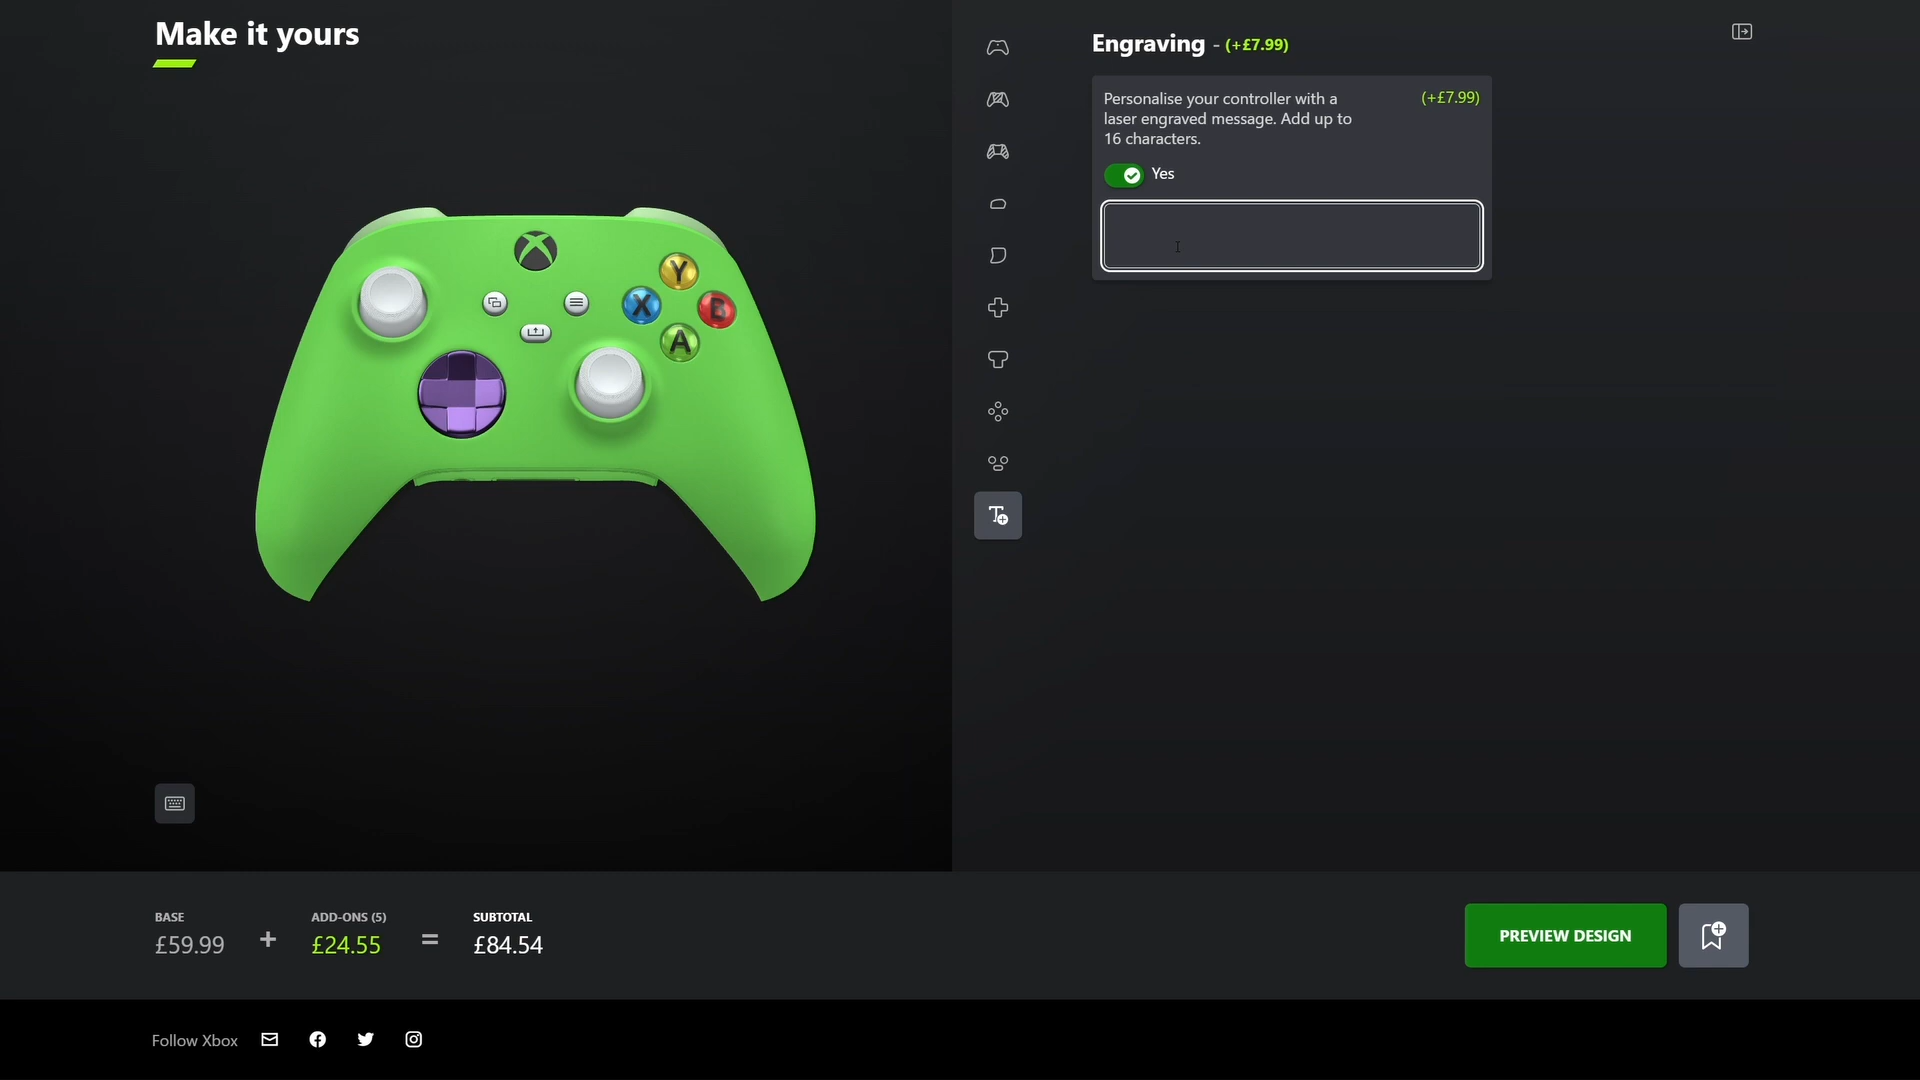 Make it yours
Engraving - (+£7.99)
Personalise your controller with a (+£7.99)
laser engraved message. Add up to
16 characters.
Yes
Y
X
B
A
BASE
£59.99
+
ADD-ONS (5)
£24.55
=
SUBTOTAL
£84.54
PREVIEW DESIGN
Follow Xbox